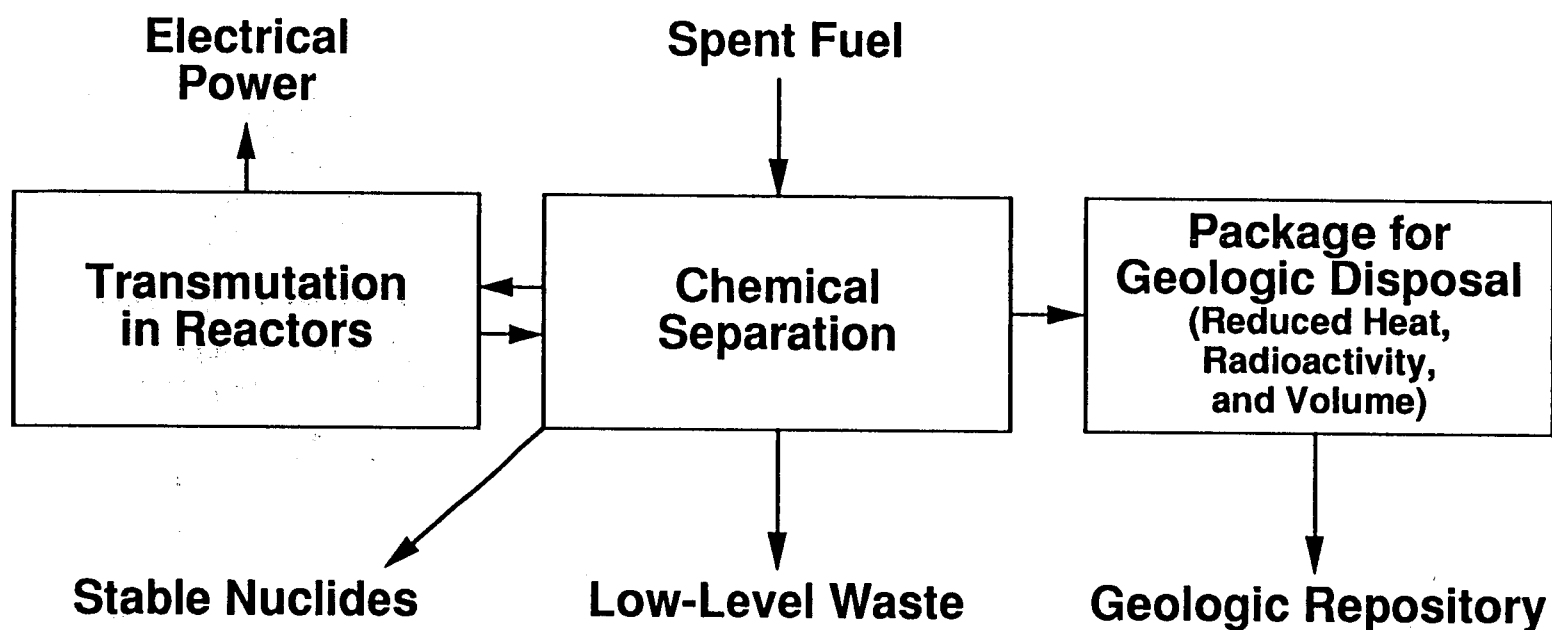 Electrical
Power
Spent Fuel
Transmutation
in Reactors
Chemical
Separation
Package for
Geologic Disposal
(Reduced Heat,
Radioactivity,
and Volume)
Stable Nuclides
Low-Level Waste
Geologic Repository